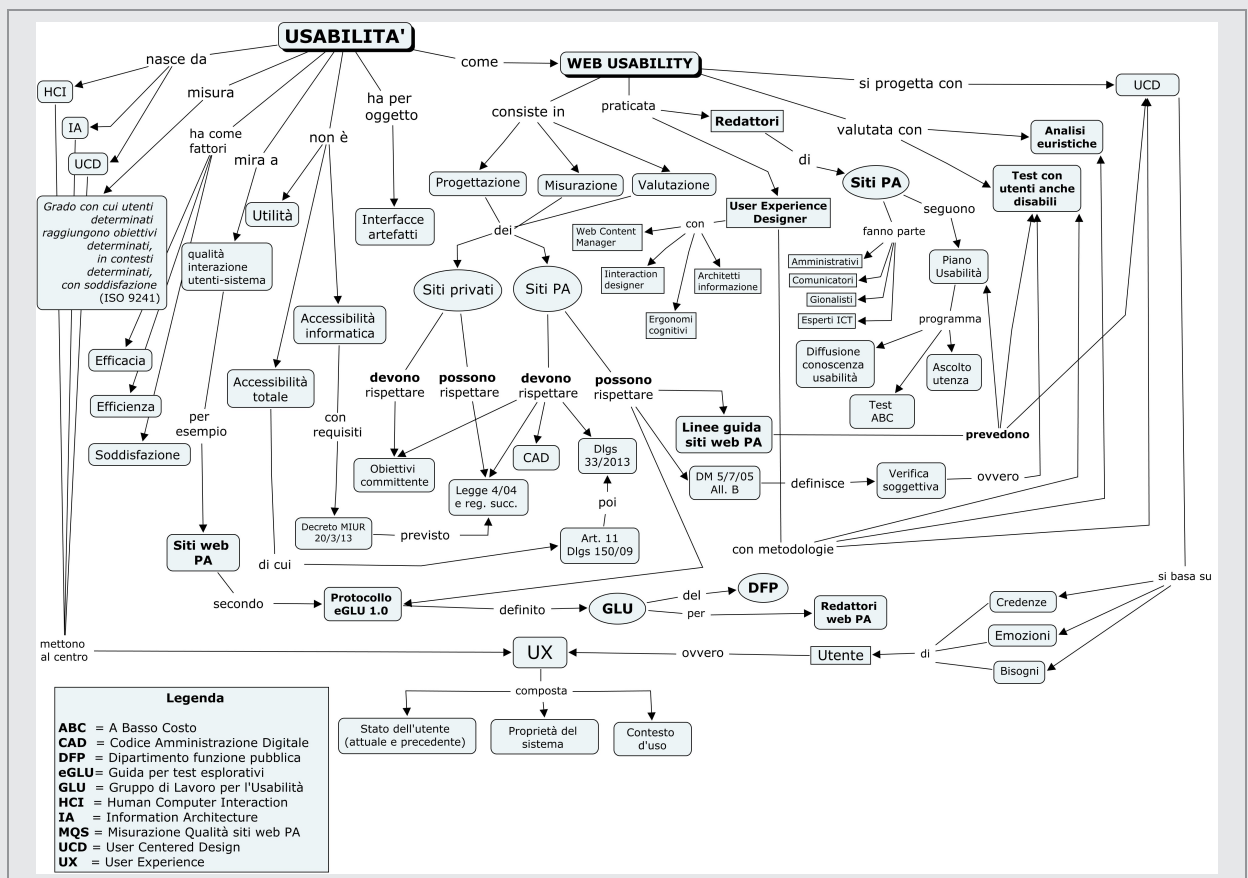 USABILITA'
come
WEB USABILITY
nasce da
HCI
IA
UCD
misura
Grado con cui utenti
determinati
raggiungono obiettivi
determinati,
in contesti
determinati,
con soddisfazione
(ISO 9241)
ha come
fattori
Efficacia
Efficienza
Soddisfazione
mira a
qualità
interazione
utenti-sistema
per
esempio
Siti web
PA
secondo
non è
Utilità
Accessibilità
totale
di cui
Accessibilità
informatica
con
requisiti
Decreto MIUR
20/3/13
previsto
ha per
oggetto
Interfacce
artefatti
consiste in
Progettazione
Misurazione
Valutazione
dei
Siti privati
Siti PA
devono
rispettare
possono
rispettare
devono
rispettare
possono
rispettare
Obiettivi
committente
Legge 4/04
e reg. succ.
CAD
Dlgs
33/2013
poi
Art. 11
Dlgs 150/09
praticata
Redattori
di
Siti PA
User Experience
Designer
con
Web Content
Manager
Iinteraction
designer
Ergonomi
cognitivi
Architetti
informazione
fanno parte
Amministrativi
Comunicatori
Gionalisti
Esperti ICT
seguono
Piano
Usabilità
programma
Diffusione
conoscenza
usabilità
Test
ABC
Ascolto
utenza
si progetta con
UCD
valutata con
Analisi
euristiche
Test con
utenti anche
disabili
Linee guida
siti web PA
prevedono
DM 5/7/05
All. B
definisce
Verifica
soggettiva
ovvero
con metodologie
Protocollo
eGLU 1.0
definito
GLU
del
DFP
per
Redattori
web PA
si basa su
Credenze
Emozioni
Bisogni
di
Utente
ovvero
UX
mettono
al centro
composta
Stato dell'utente
(attuale e precedente)
Proprietà del
sistema
Contesto
d'uso
Legenda
ABC = A Basso Costo
CAD = Codice Amministrazione Digitale
DFP = Dipartimento funzione pubblica
eGLU= Guida per test esplorativi
GLU = Gruppo di Lavoro per l'Usabilità
HCI = Human Computer Interaction
IA = Information Architecture
MQS = Misurazione Qualità siti web PA
UCD = User Centered Design
UX = User Experience